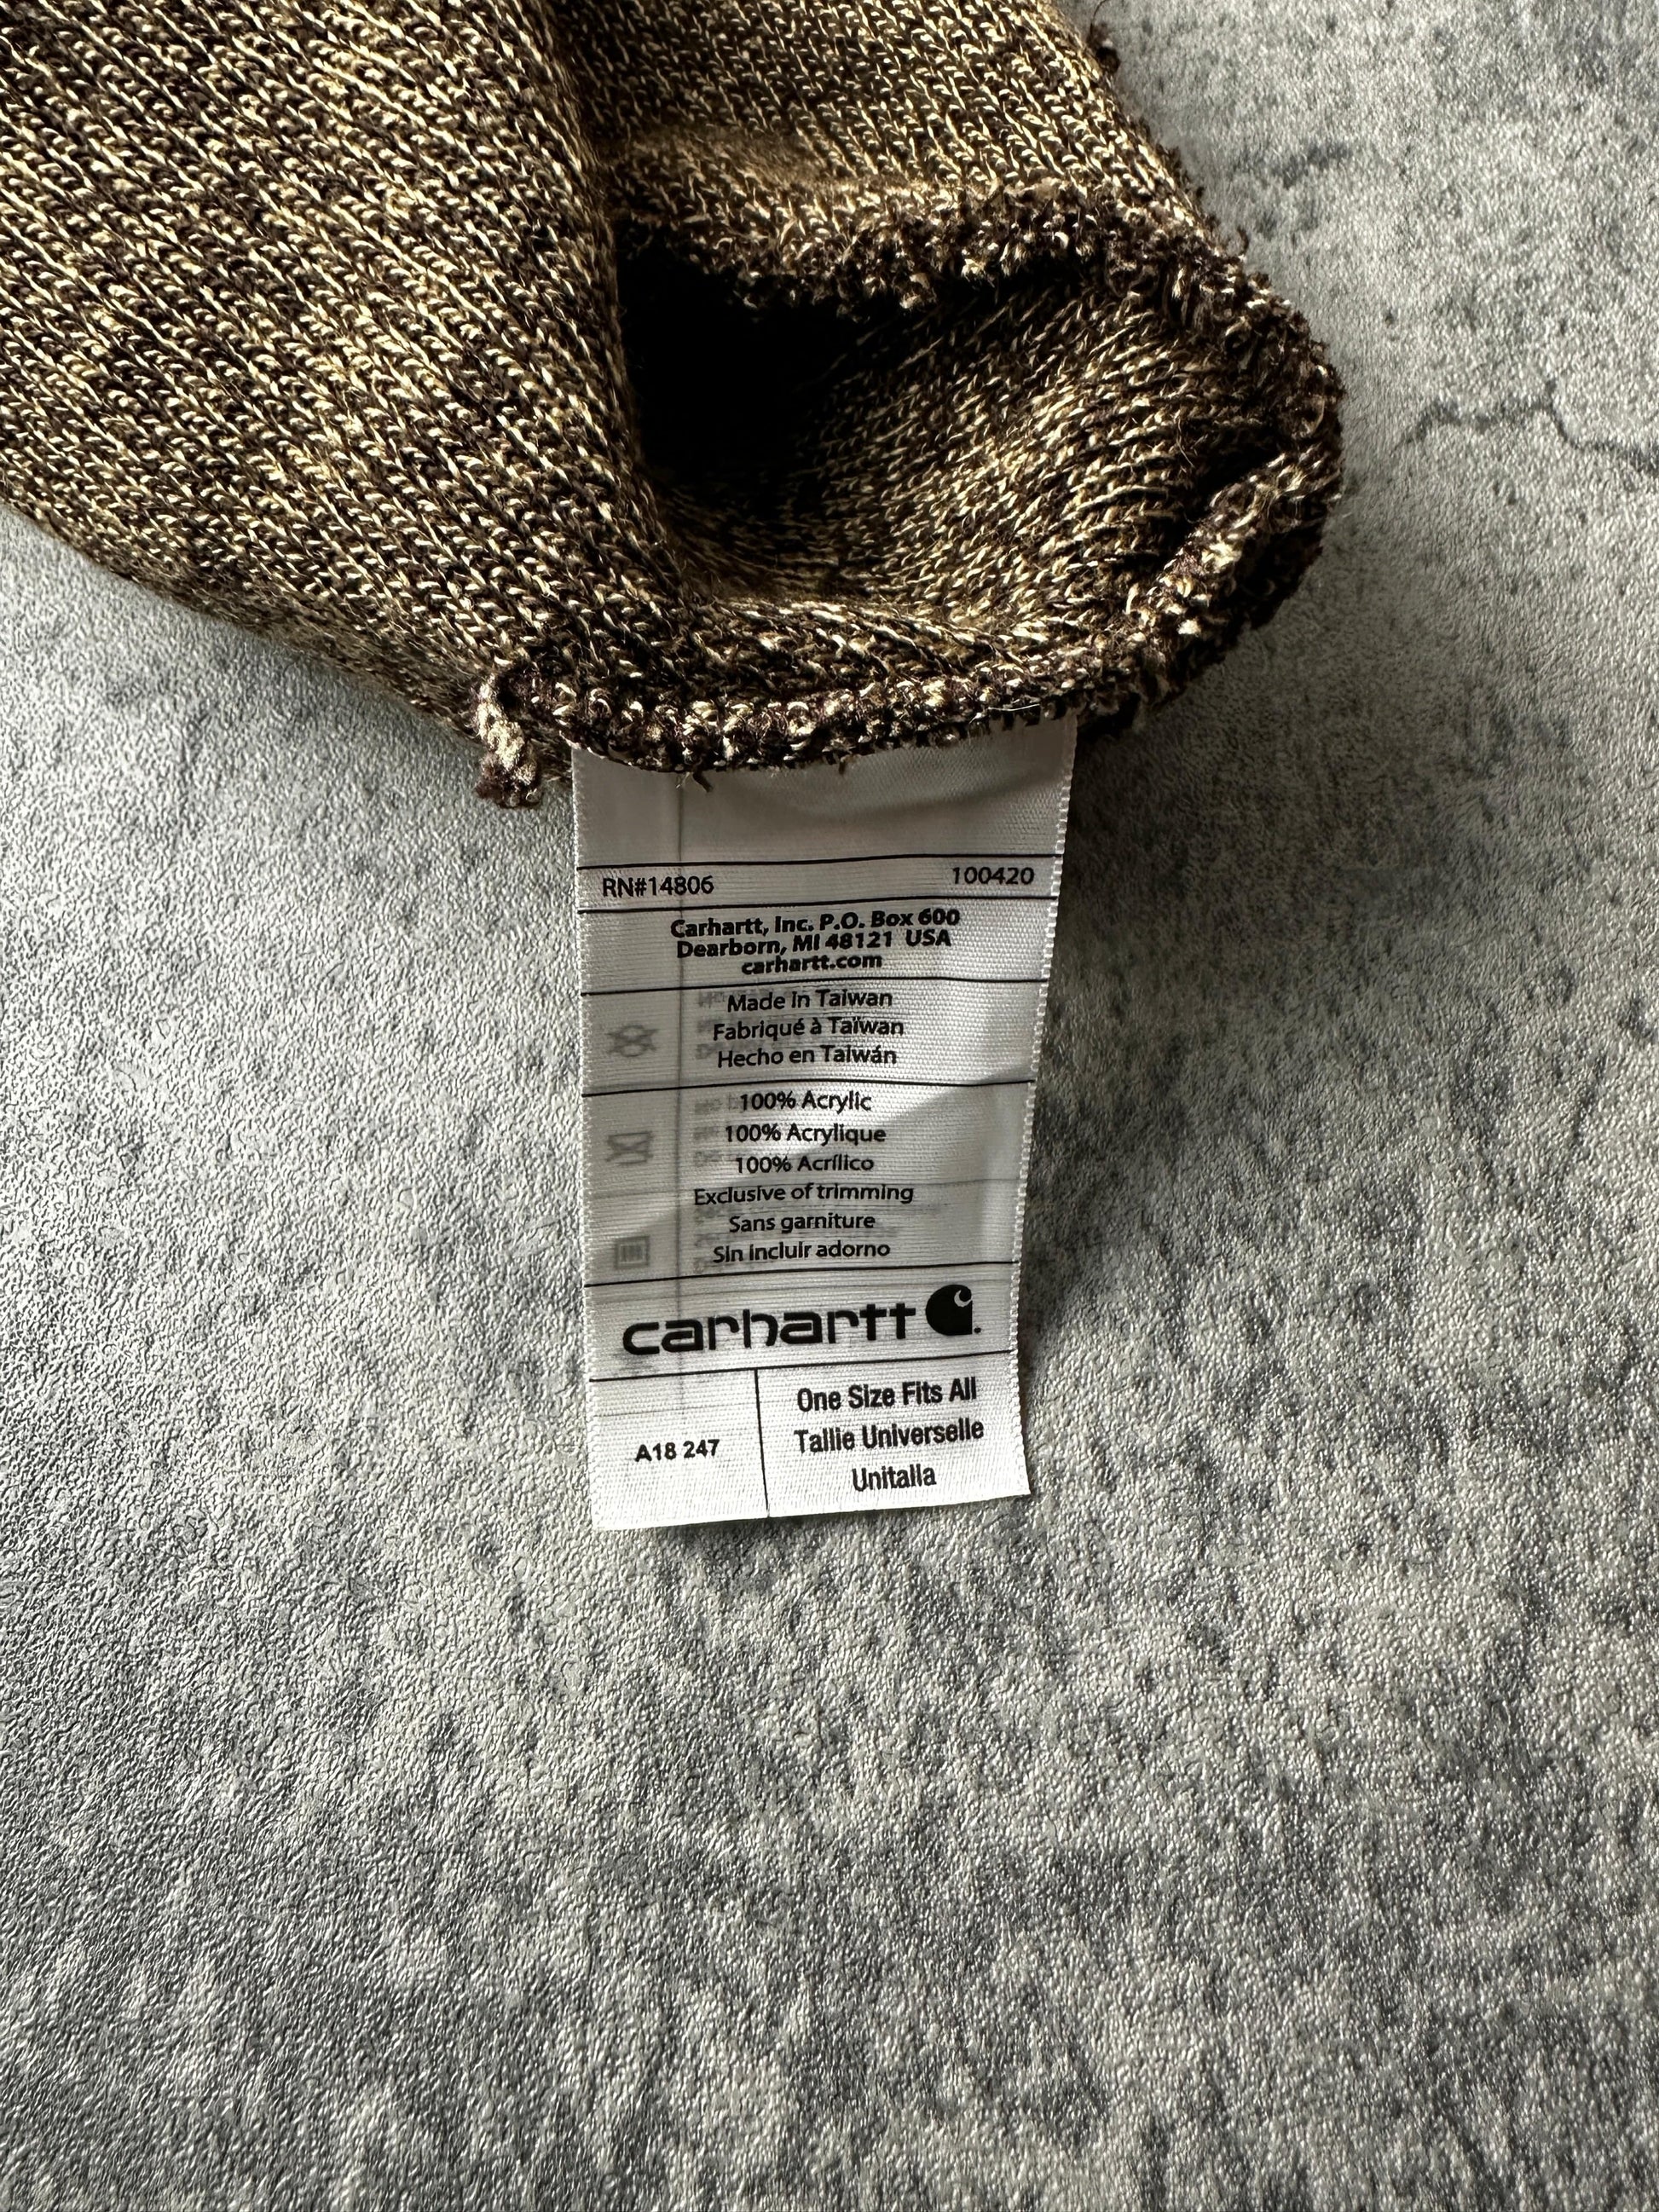 RN#14806 100420
Carhartt, Inc. P.O. Box 600
Dearborn, MI 48121 USA
carhartt.com
Made in Taiwan
Fabriqué à Taïwan
Hecho en Taiwán
100% Acrylic
100% Acrylique
100% Acrílico
Exclusive of trimming
Sans garniture
Sin incluir adorno
carhartt
A18 247
One Size Fits All
Tallie Universelle
Unitalla